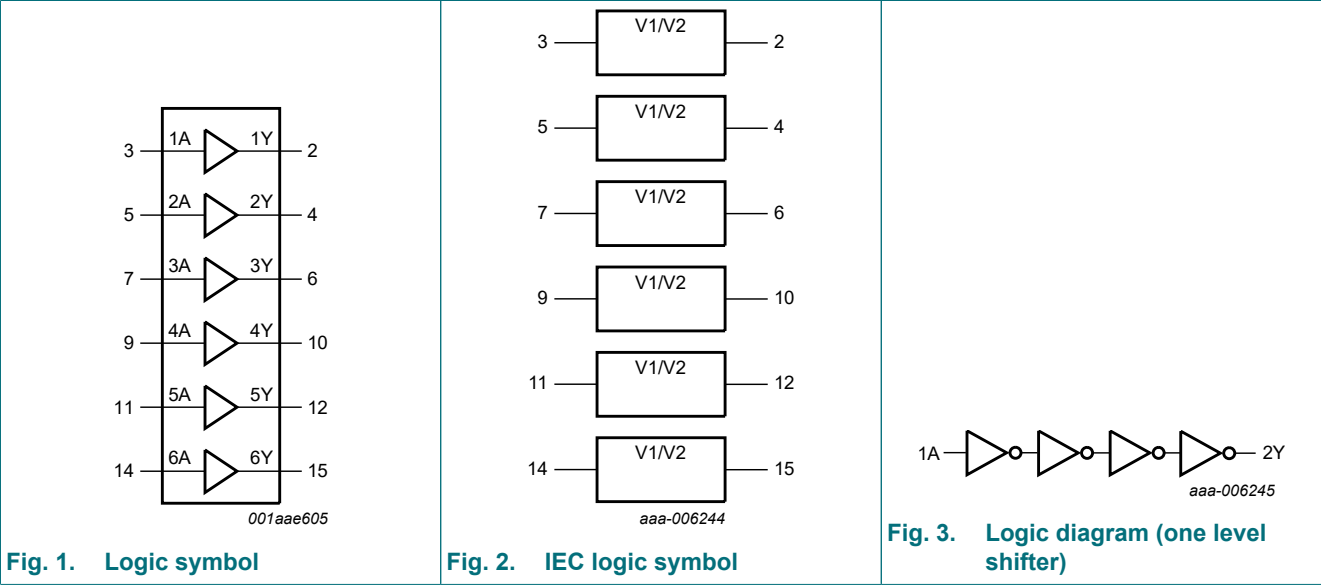 3 1A 1Y 2
5 2A 2Y 4
7 3A 3Y 6
9 4A 4Y 10
11 5A 5Y 12
14 6A 6Y 15
001aae605
Fig. 1. Logic symbol
3 V1/V2 2
5 V1/V2 4
7 V1/V2 6
9 V1/V2 10
11 V1/V2 12
14 V1/V2 15
aaa-006244
Fig. 2. IEC logic symbol
1A 2Y
aaa-006245
Fig. 3. Logic diagram (one level
shifter)